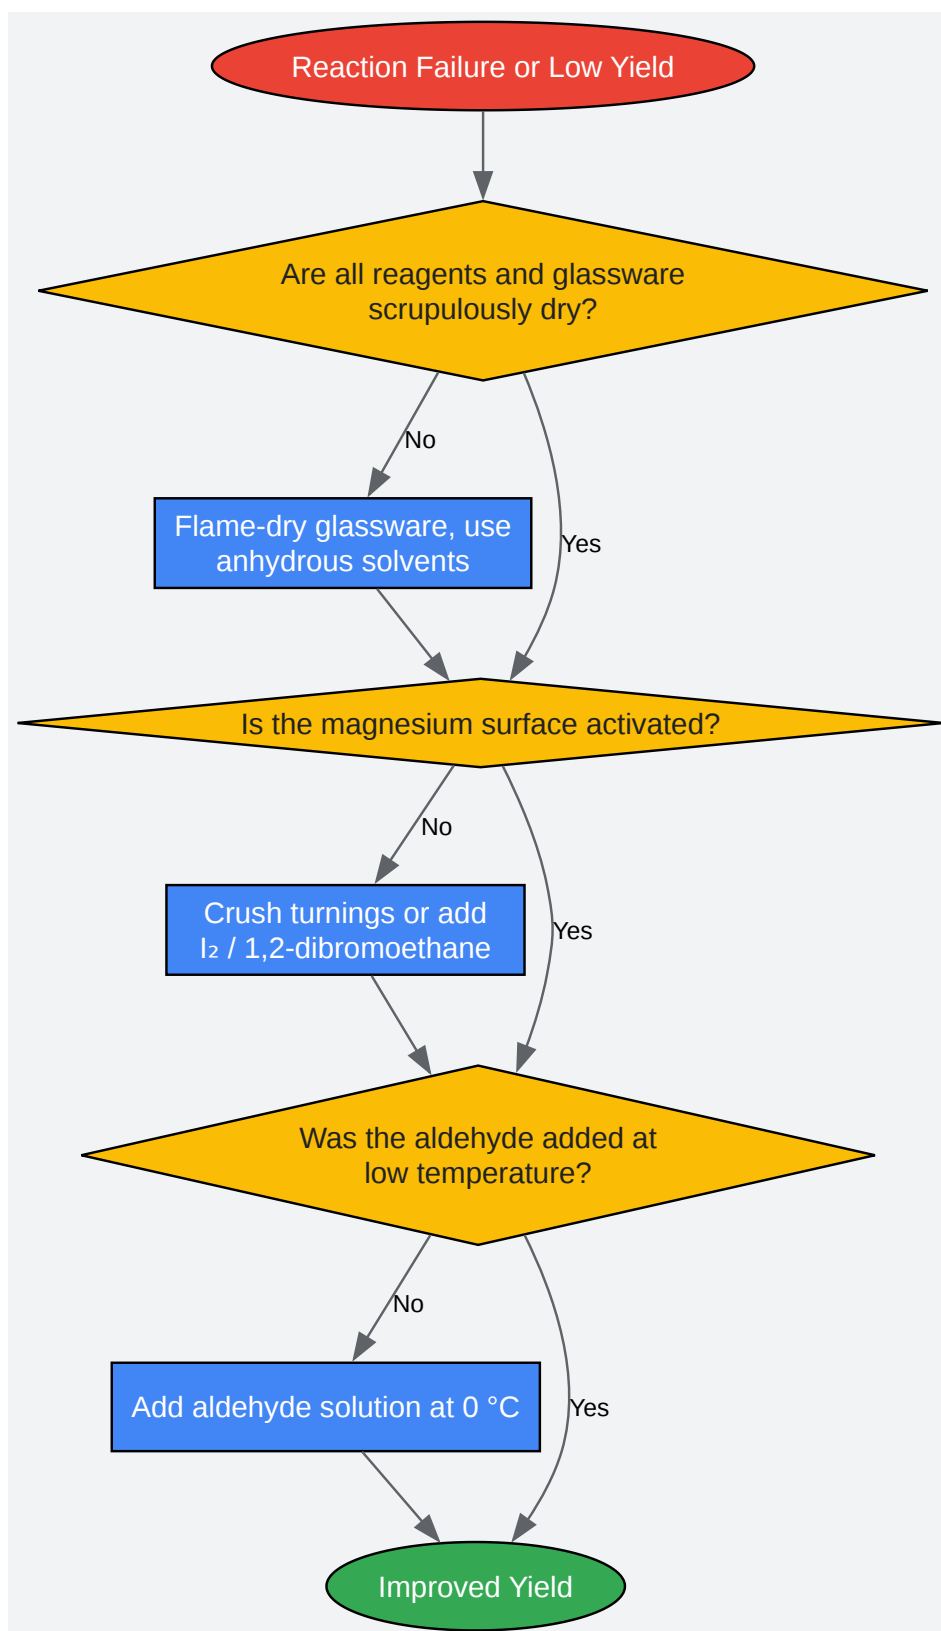 Reaction Failure or Low Yield
Are all reagents and glassware
scrupulously dry?
No
Flame-dry glassware, use
anhydrous solvents
Yes
Is the magnesium surface activated?
No
Crush turnings or add
I₂ / 1,2-dibromoethane
Yes
Was the aldehyde added at
low temperature?
No
Add aldehyde solution at 0 °C
Yes
Improved Yield